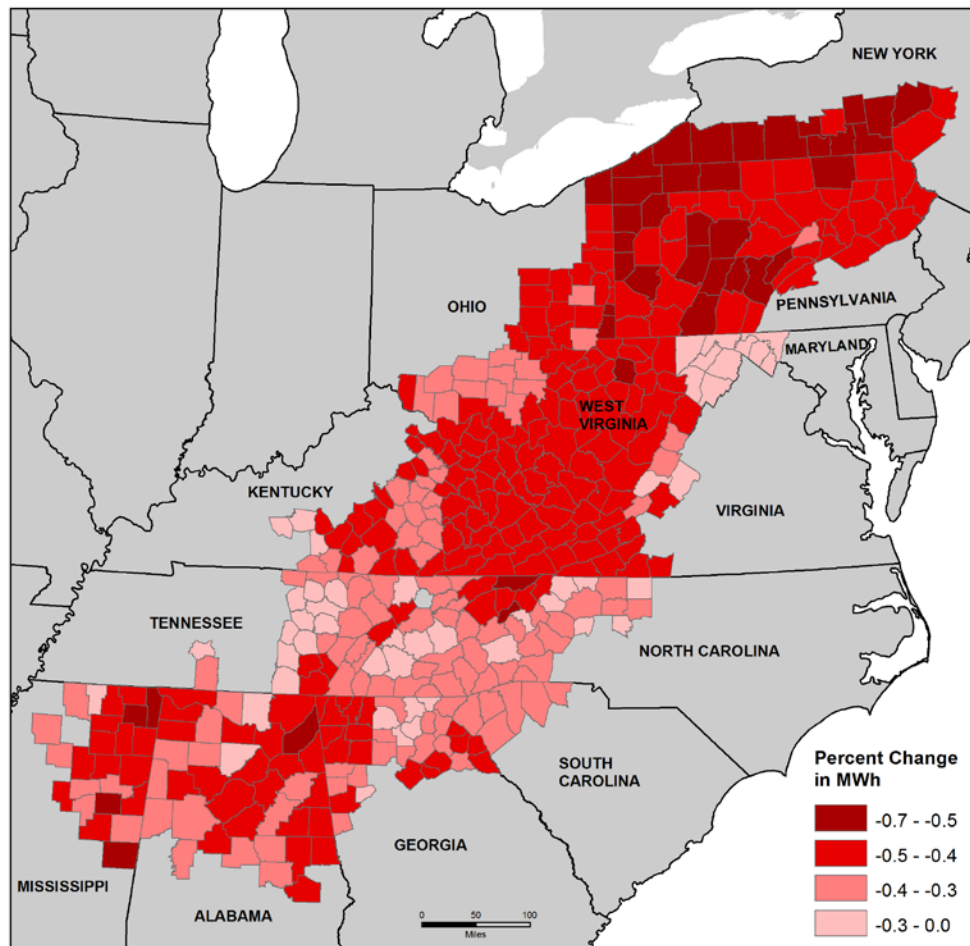 NEW YORK
PENNSYLVANIA
OHIO
MARYLAND
WEST
VIRGINIA
KENTUCKY
VIRGINIA
TENNESSEE
NORTH CAROLINA
SOUTH
CAROLINA
GEORGIA
MISSISSIPPI
ALABAMA
0 50 100
Miles
Percent Change
in MWh
-0.7 - -0.5
-0.5 - -0.4
-0.4 - -0.3
-0.3 - 0.0